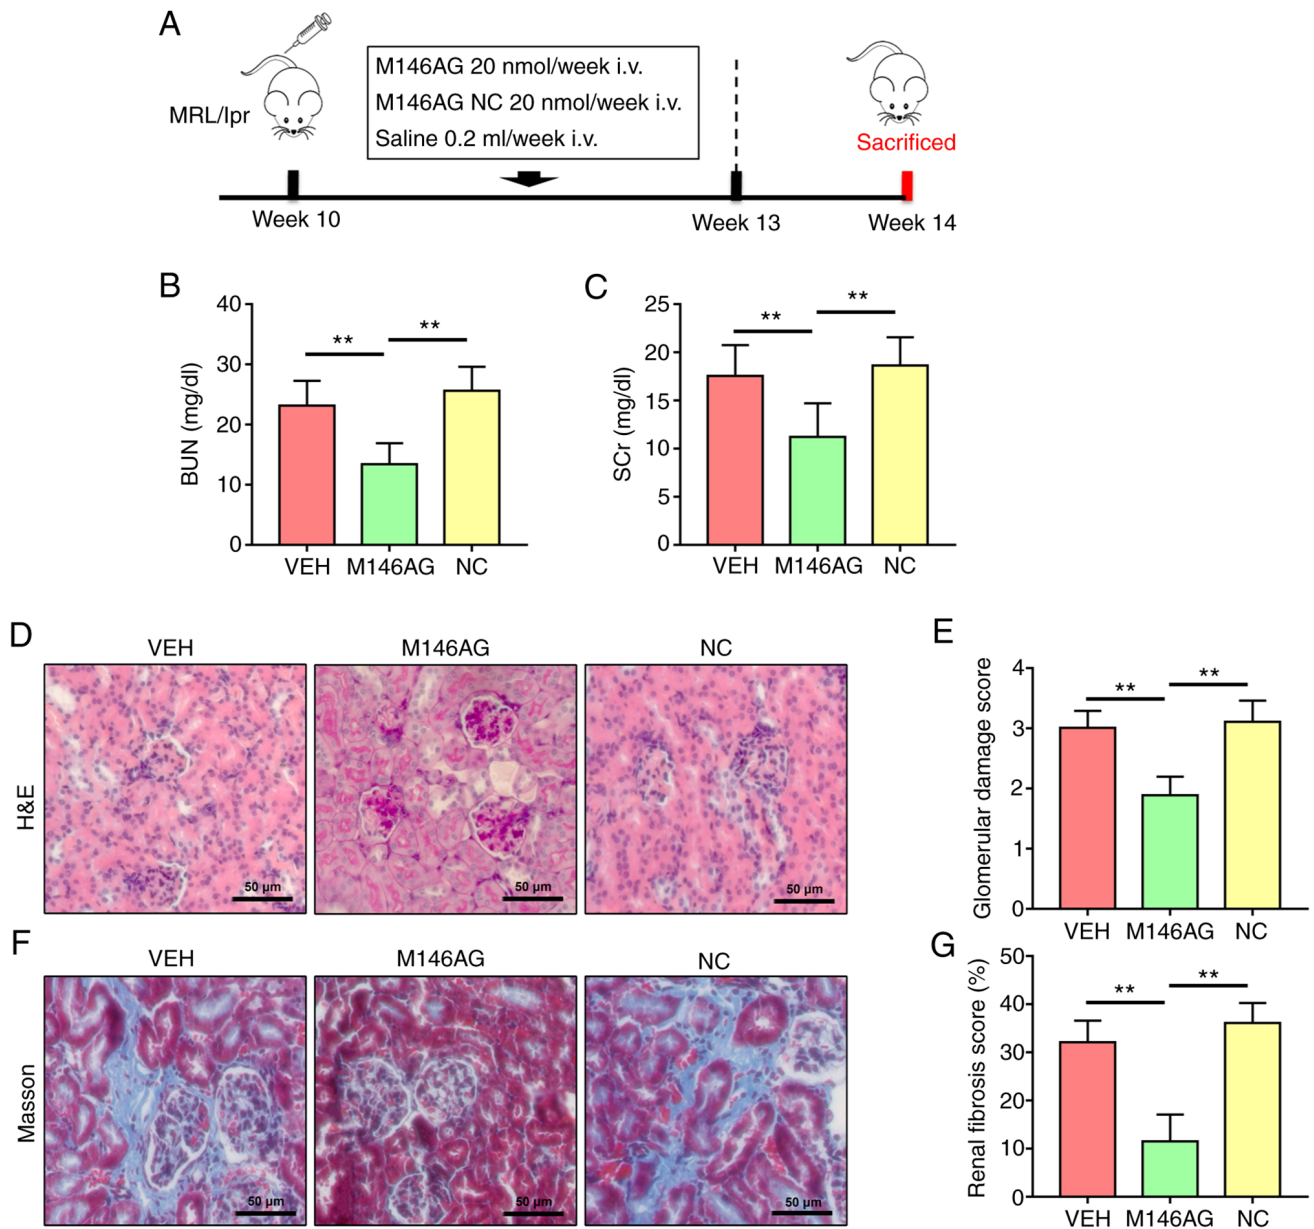 A
MRL/lpr
M146AG 20 nmol/week i.v.
M146AG NC 20 nmol/week i.v.
Saline 0.2 ml/week i.v.
Sacrificed
Week 10
Week 13
Week 14
B
BUN (mg/dl)
40
30
20
10
0
**
**
VEH
M146AG
NC
C
SCr (mg/dl)
25
20
15
10
5
0
**
**
VEH
M146AG
NC
D
VEH
M146AG
NC
H&E
50 µm
50 µm
50 µm
E
Glomerular damage score
4
3
2
1
0
**
**
VEH
M146AG
NC
F
VEH
M146AG
NC
Masson
50 µm
50 µm
50 µm
G
Renal fibrosis score (%)
50
40
30
20
10
0
**
**
VEH
M146AG
NC